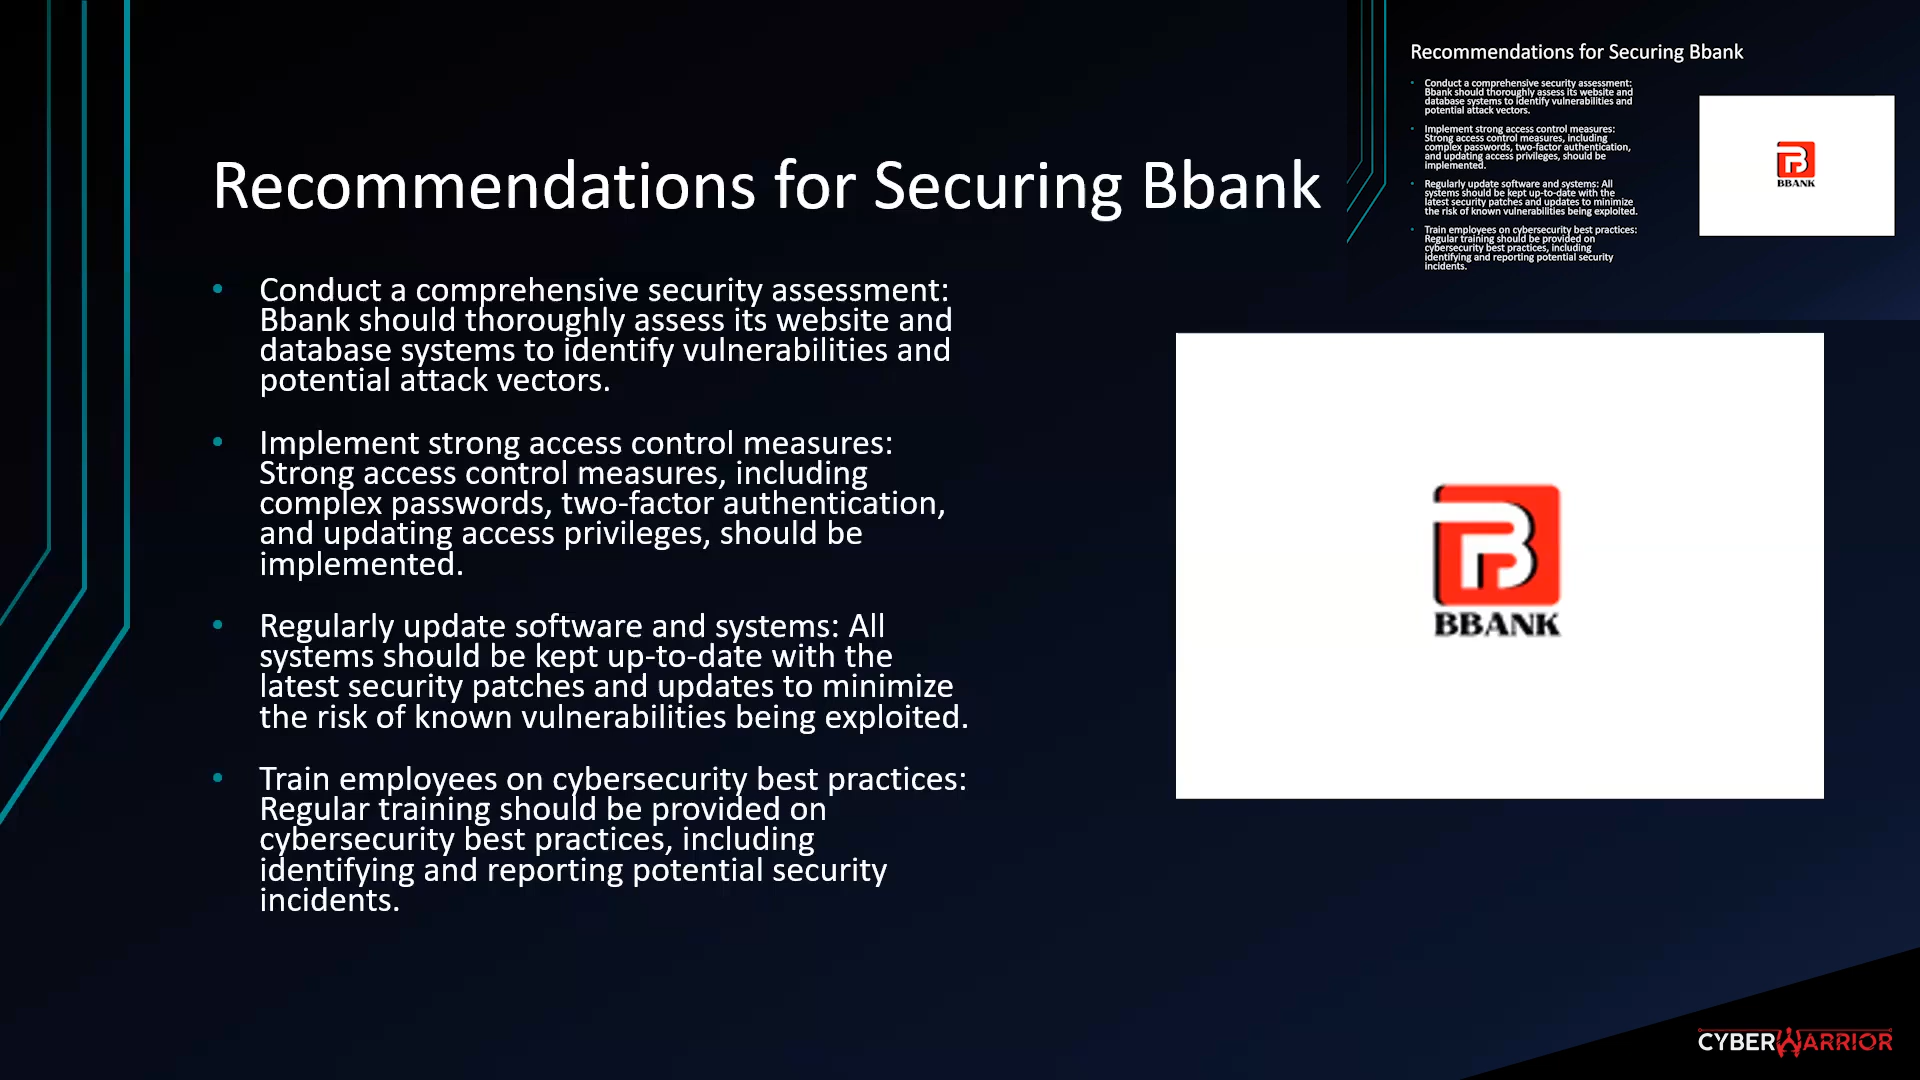 Recommendations for Securing Bbank
• Conduct a comprehensive security assessment:
Bbank should thoroughly assess its website and
database systems to identify vulnerabilities and
potential attack vectors.
• Implement strong access control measures:
Strong access control measures, including
complex passwords, two-factor authentication,
and updating access privileges, should be
implemented.
• Regularly update software and systems: All
systems should be kept up-to-date with the
latest security patches and updates to minimize
the risk of known vulnerabilities being exploited.
• Train employees on cybersecurity best practices:
Regular training should be provided on
cybersecurity best practices, including
identifying and reporting potential security
incidents.
Recommendations for Securing Bbank
• Conduct a comprehensive security assessment:
Bbank should thoroughly assess its website and
database systems to identify vulnerabilities and
potential attack vectors.
• Implement strong access control measures:
Strong access control measures, including
complex passwords, two-factor authentication,
and updating access privileges, should be
implemented.
• Regularly update software and systems: All
systems should be kept up-to-date with the
latest security patches and updates to minimize
the risk of known vulnerabilities being exploited.
• Train employees on cybersecurity best practices:
Regular training should be provided on
cybersecurity best practices, including
identifying and reporting potential security
incidents.
BBANK
BBANK
CYBERWARRIOR